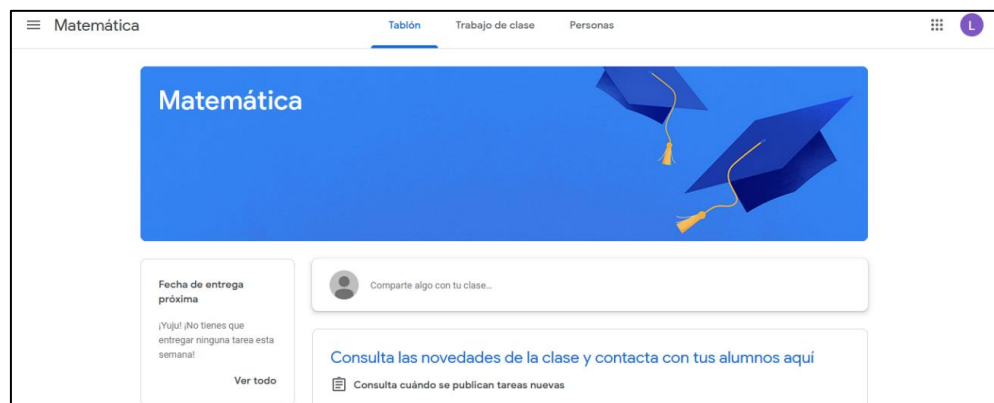 Matemática
Tablón Trabajo de clase Personas
L
Matemática
Fecha de entrega
próxima
¡Yuju! ¡No tienes que
entregar ninguna tarea esta
semana!
Ver todo
Comparte algo con tu clase...
Consulta las novedades de la clase y contacta con tus alumnos aquí
Consulta cuándo se publican tareas nuevas